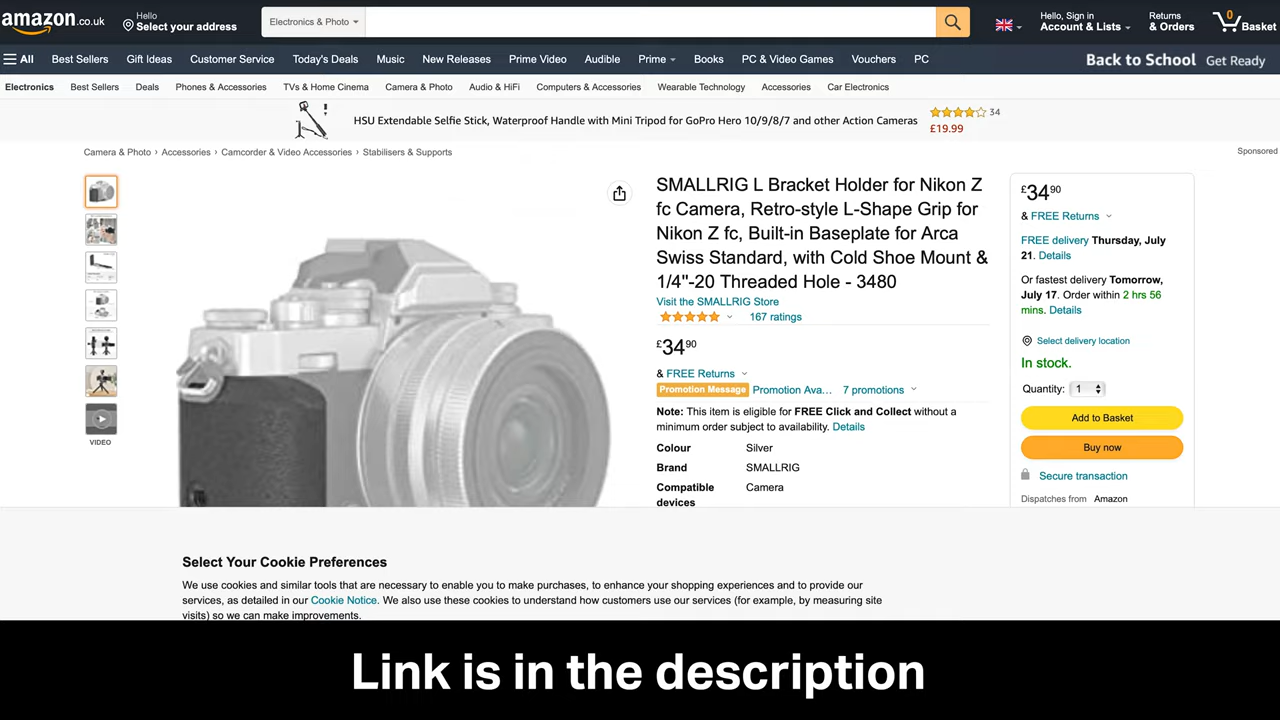 amazon.co.uk
Hello
Select your address
Electronics & Photo
Hello, Sign in
Account & Lists
Returns
& Orders
0
Basket
All
Best Sellers
Gift Ideas
Customer Service
Today's Deals
Music
New Releases
Prime Video
Audible
Prime
Books
PC & Video Games
Vouchers
PC
Back to School Get Ready
Electronics
Best Sellers
Deals
Phones & Accessories
TVs & Home Cinema
Camera & Photo
Audio & HiFi
Computers & Accessories
Wearable Technology
Accessories
Car Electronics
HSU Extendable Selfie Stick, Waterproof Handle with Mini Tripod for GoPro Hero 10/9/8/7 and other Action Cameras
34
£19.99
Sponsored
Camera & Photo › Accessories › Camcorder & Video Accessories › Stabilisers & Supports
VIDEO
SMALLRIG L Bracket Holder for Nikon Z
fc Camera, Retro-style L-Shape Grip for
Nikon Z fc, Built-in Baseplate for Arca
Swiss Standard, with Cold Shoe Mount &
1/4"-20 Threaded Hole - 3480
Visit the SMALLRIG Store
167 ratings
£34.90
& FREE Returns
Promotion Message Promotion Ava... 7 promotions
Note: This item is eligible for FREE Click and Collect without a
minimum order subject to availability. Details
Colour Silver
Brand SMALLRIG
Compatible Camera
devices
£34.90
& FREE Returns
FREE delivery Thursday, July
21. Details
Or fastest delivery Tomorrow,
July 17. Order within 2 hrs 56
mins. Details
Select delivery location
In stock.
Quantity: 1
Add to Basket
Buy now
Secure transaction
Dispatches from Amazon
Select Your Cookie Preferences
We use cookies and similar tools that are necessary to enable you to make purchases, to enhance your shopping experiences and to provide our
services, as detailed in our Cookie Notice. We also use these cookies to understand how customers use our services (for example, by measuring site
visits) so we can make improvements.
Link is in the description